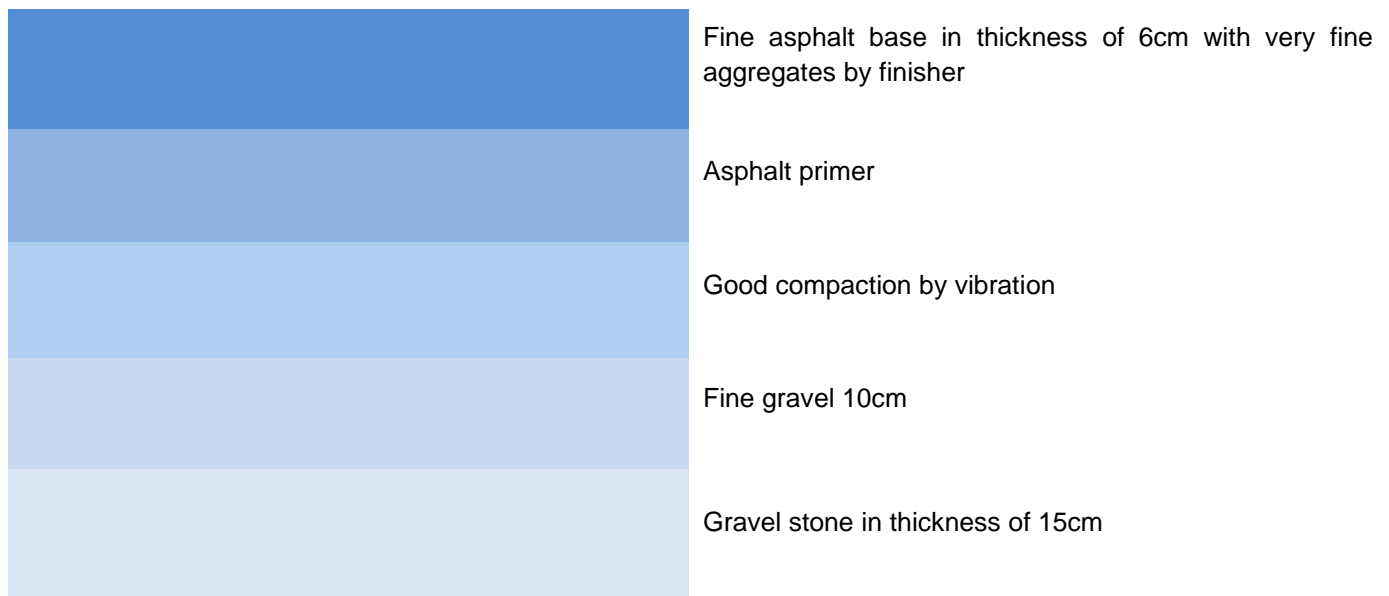 Fine asphalt base in thickness of 6cm with very fine
aggregates by finisher
Asphalt primer
Good compaction by vibration
Fine gravel 10cm
Gravel stone in thickness of 15cm